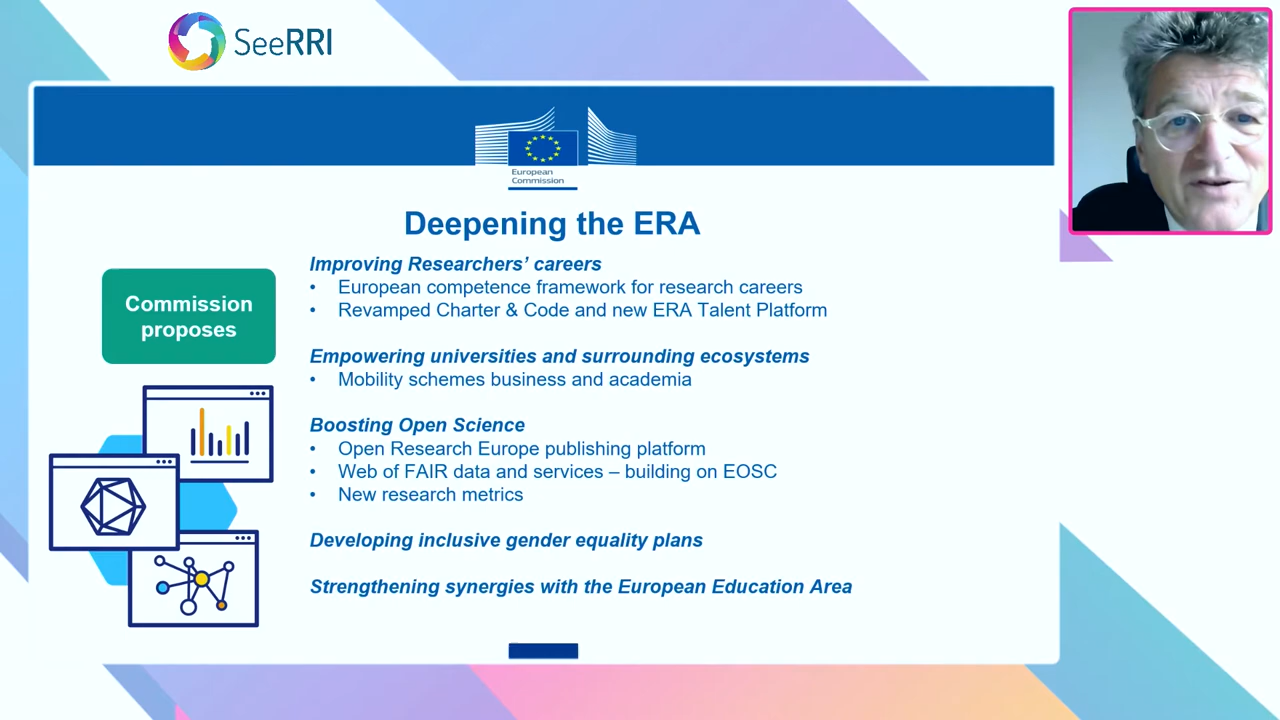 SeeRRI
European
Commission
Deepening the ERA
Commission
proposes
Improving Researchers’ careers
• European competence framework for research careers
• Revamped Charter & Code and new ERA Talent Platform
Empowering universities and surrounding ecosystems
• Mobility schemes business and academia
Boosting Open Science
• Open Research Europe publishing platform
• Web of FAIR data and services – building on EOSC
• New research metrics
Developing inclusive gender equality plans
Strengthening synergies with the European Education Area